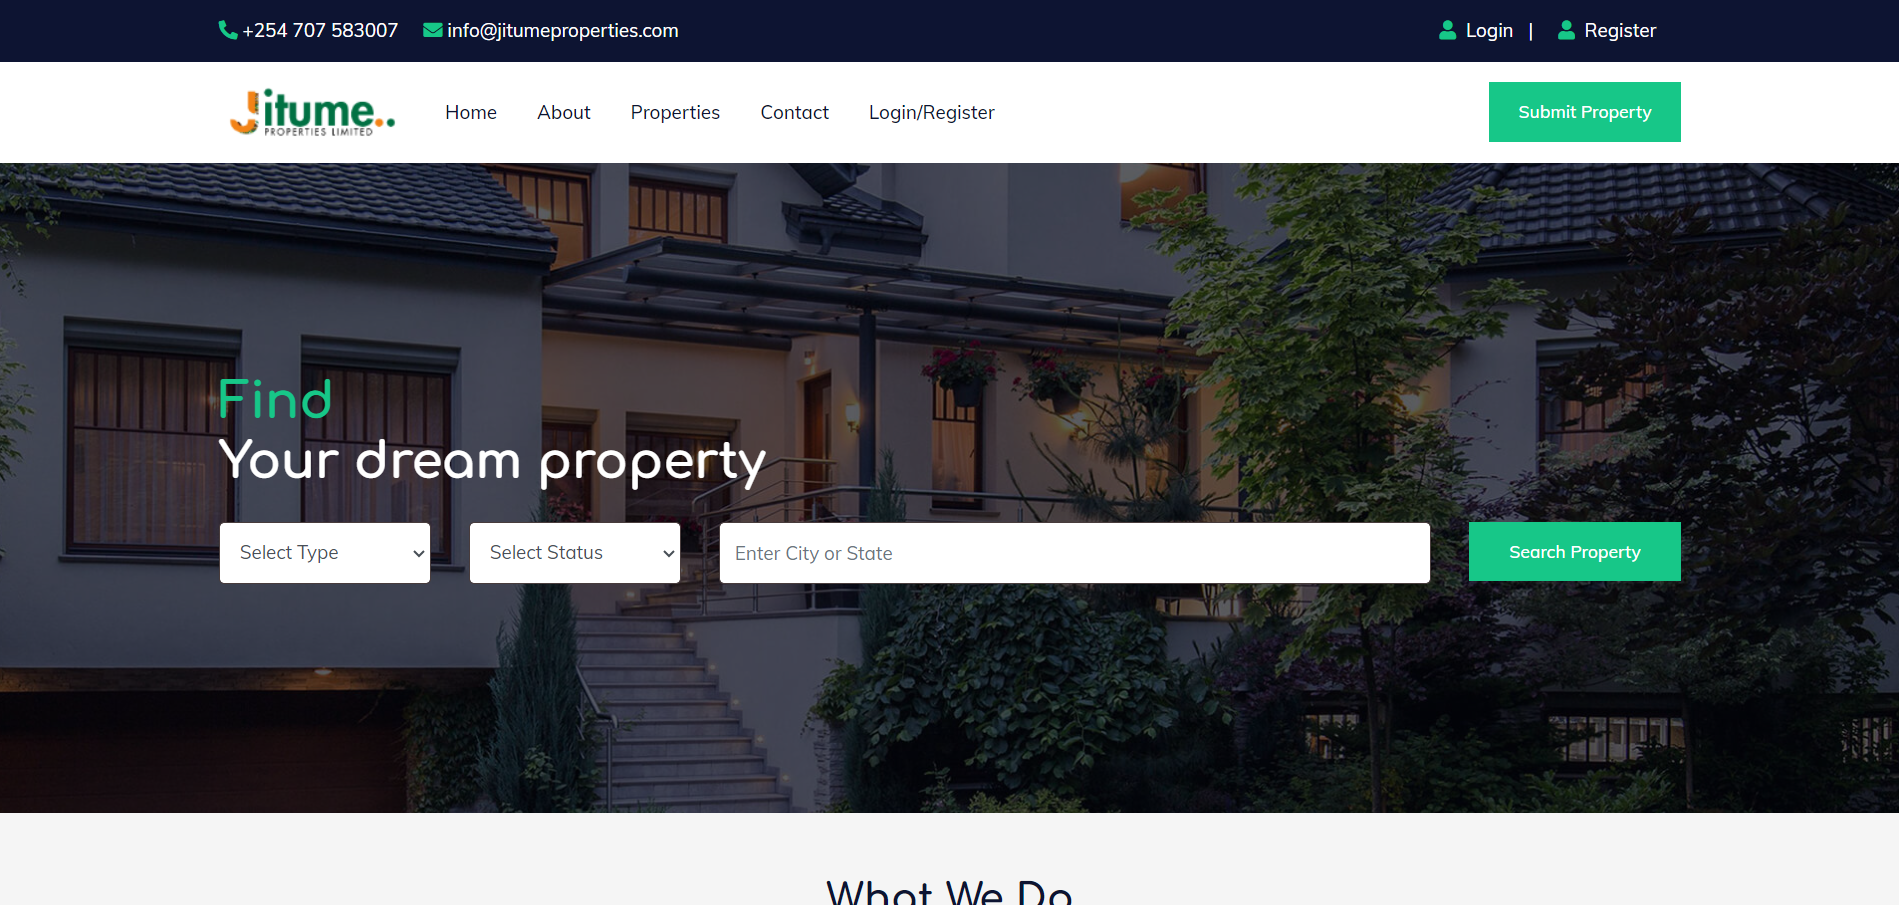 +254 707 583007 info@jitumeproperties.com Login | Register
Jitume..
PROPERTIES LIMITED
Home About Properties Contact Login/Register Submit Property
Find
Your dream property
Select Type Select Status Enter City or State Search Property
What We Do